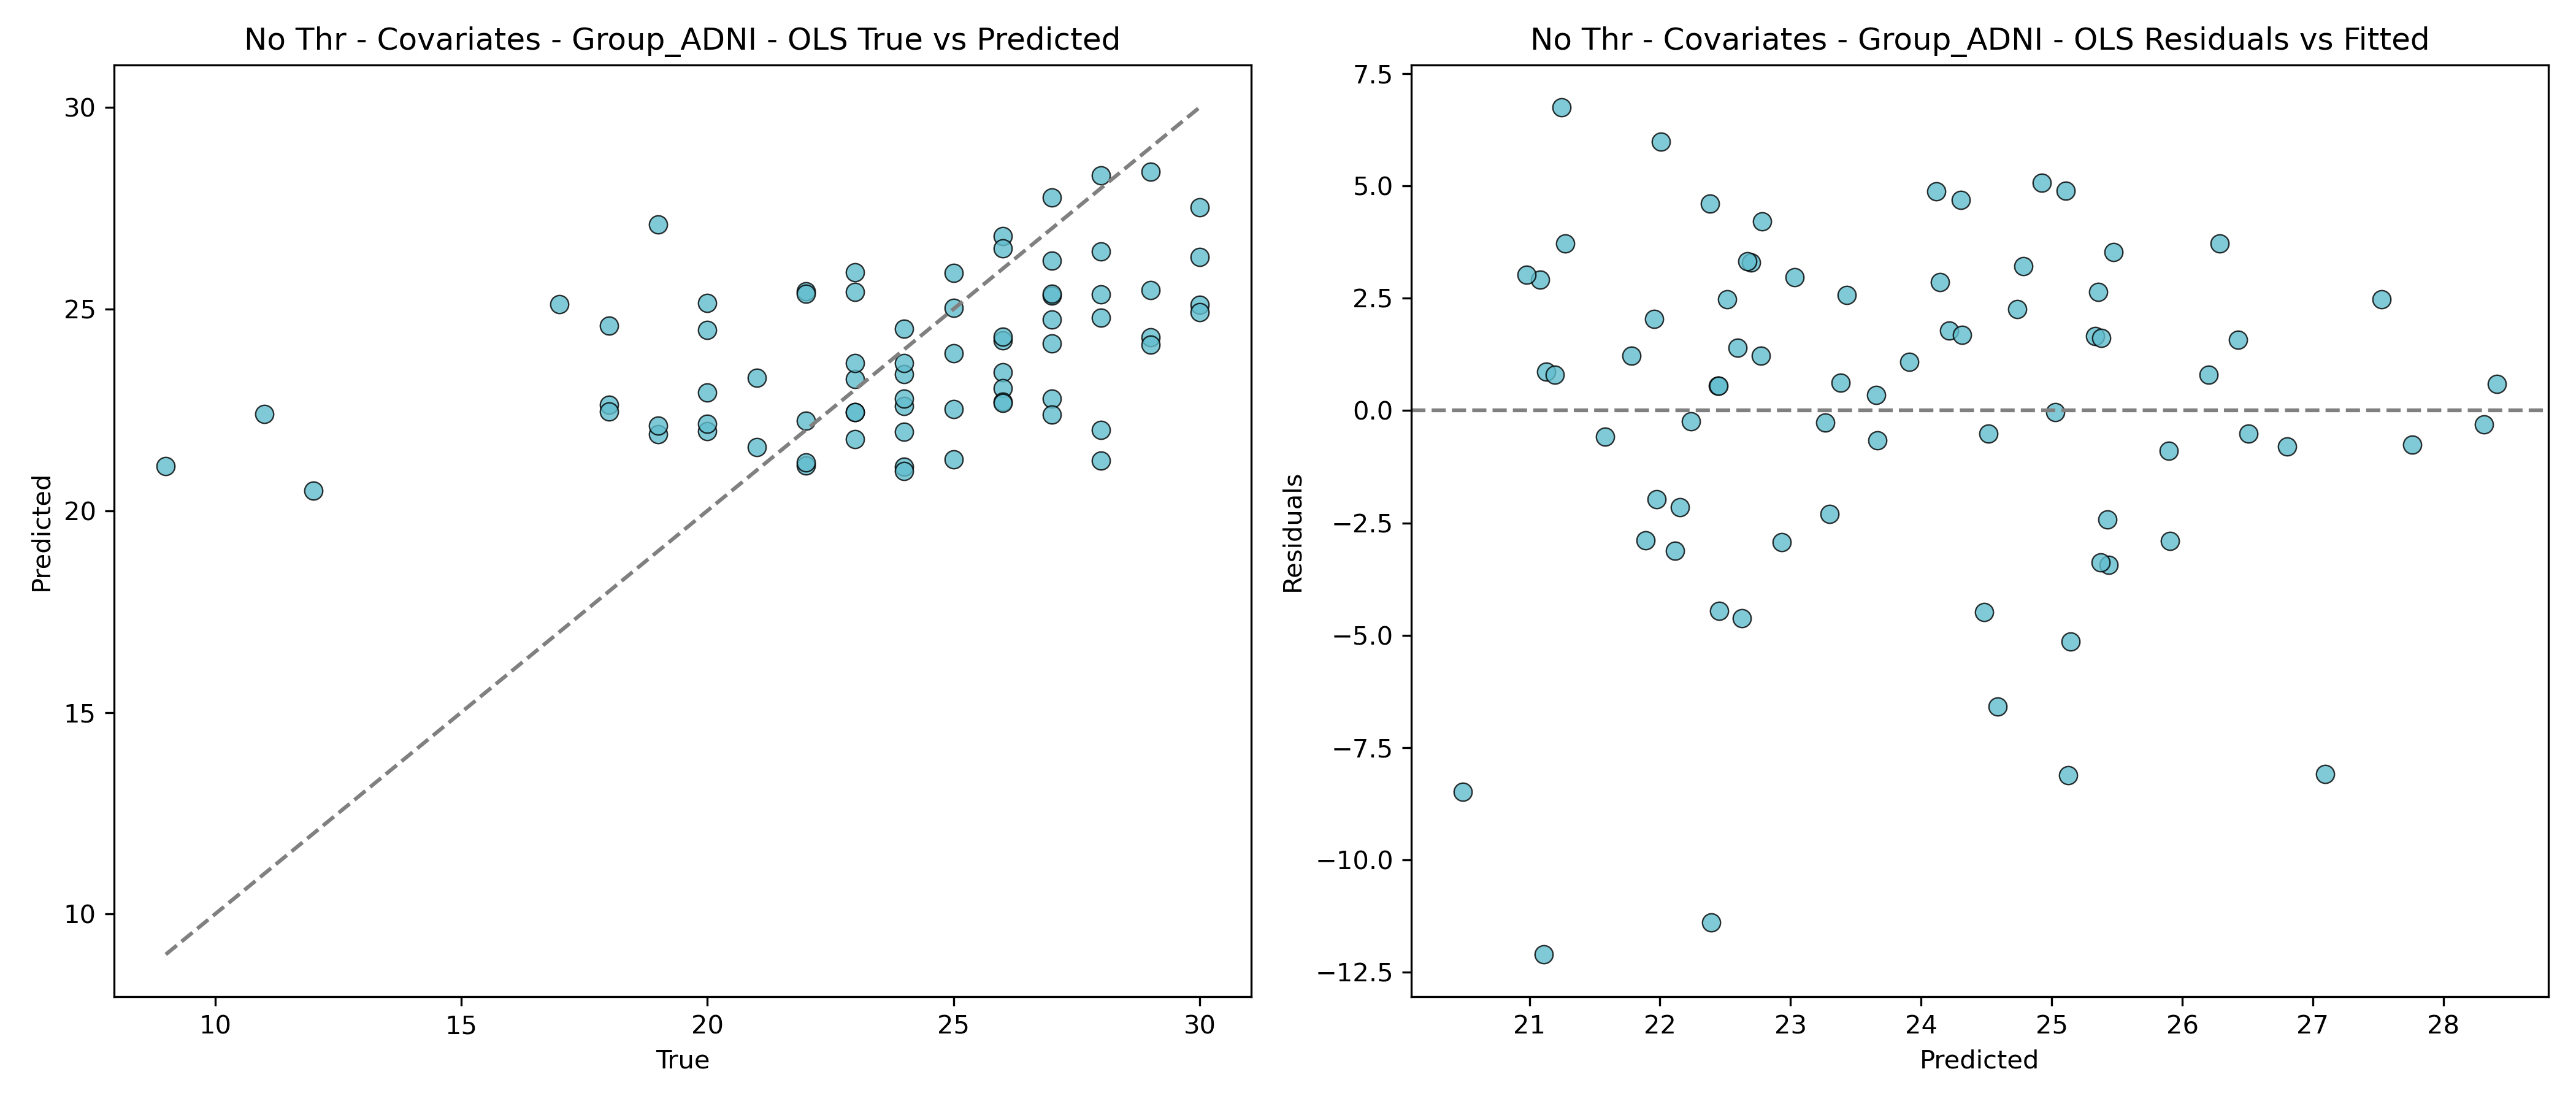 No Thr - Covariates - Group_ADNI - OLS True vs Predicted
30
25
20
15
10
Predicted
10 15 20 25 30
True
No Thr - Covariates - Group_ADNI - OLS Residuals vs Fitted
7.5
5.0
2.5
0.0
−2.5
−5.0
−7.5
−10.0
−12.5
Residuals
21 22 23 24 25 26 27 28
Predicted